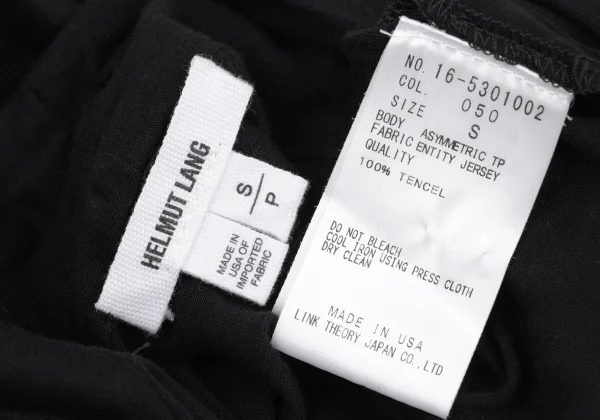 HELMUT LANG
S
P
MADE IN
USA OF
IMPORTED
FABRIC
NO. 16-5301002
COL. 050
SIZE S
BODY ASYMMETRIC TP
FABRIC ENTITY JERSEY
QUALITY
100% TENCEL
DO NOT BLEACH
COOL IRON USING PRESS CLOTH
DRY CLEAN
MADE IN USA
LINK THEORY JAPAN CO.,LTD